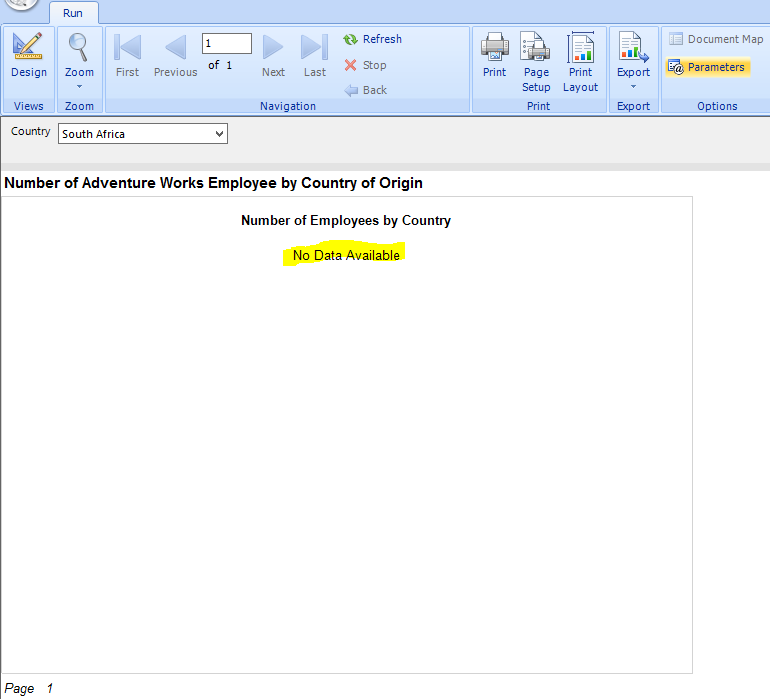 Run
Design
Views
Zoom
Zoom
First
Previous
1
of 1
Next
Last
Refresh
Stop
Back
Navigation
Print
Page
Setup
Print
Layout
Print
Export
Export
Document Map
Parameters
Options
Country
South Africa
Number of Adventure Works Employee by Country of Origin
Number of Employees by Country
No Data Available
Page 1